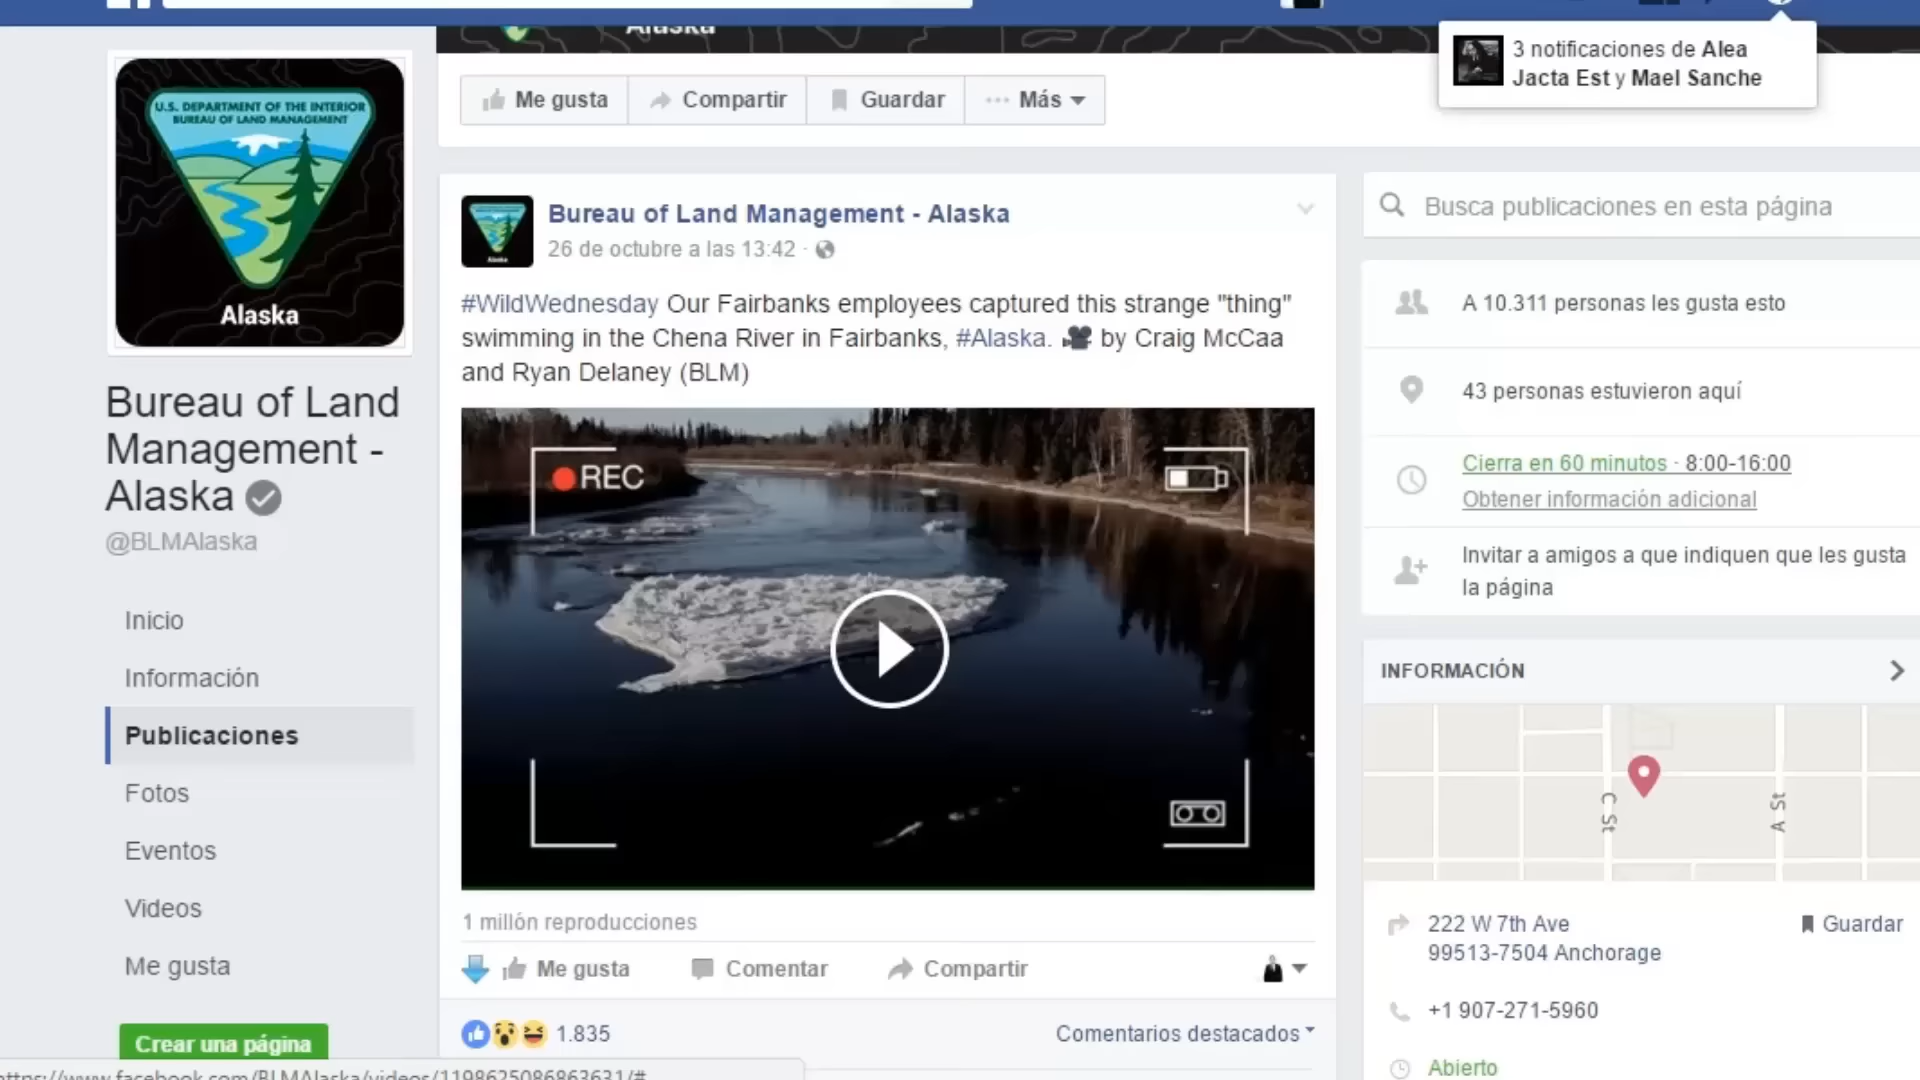 Alaska
3 notificaciones de Alea
Jacta Est y Mael Sanche
U.S. DEPARTMENT OF THE INTERIOR
BUREAU OF LAND MANAGEMENT
Alaska
Me gusta
Compartir
Guardar
Más
Bureau of Land
Management -
Alaska
@BLMAlaska
Inicio
Información
Publicaciones
Fotos
Eventos
Videos
Me gusta
Crear una página
Bureau of Land Management - Alaska
26 de octubre a las 13:42 ·
#WildWednesday Our Fairbanks employees captured this strange "thing"
swimming in the Chena River in Fairbanks, #Alaska. by Craig McCaa
and Ryan Delaney (BLM)
REC
1 millón reproducciones
Me gusta
Comentar
Compartir
1.835
Comentarios destacados
Busca publicaciones en esta página
A 10.311 personas les gusta esto
43 personas estuvieron aquí
Cierra en 60 minutos · 8:00-16:00
Obtener información adicional
Invitar a amigos a que indiquen que les gusta
la página
INFORMACIÓN
C St
A St
222 W 7th Ave
99513-7504 Anchorage
Guardar
+1 907-271-5960
Abierto